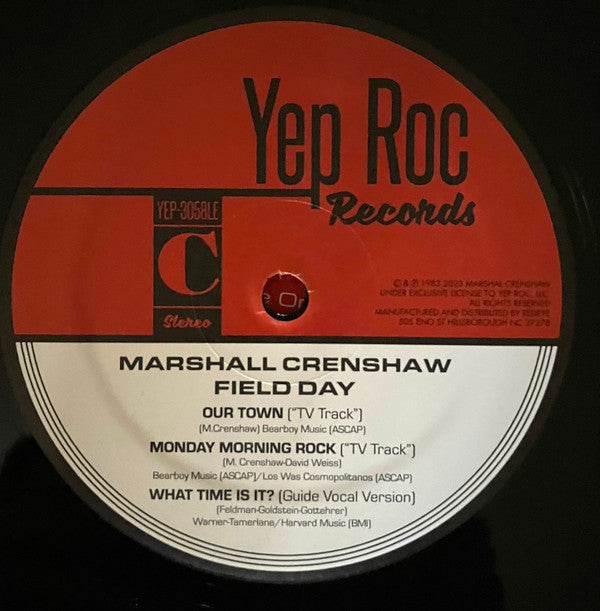 Yep Roc
Records
YEP-3058LE
C
Stereo
e Or
© & ℗ 1983, 2023 MARSHAL CRENSHAW
UNDER EXCLUSIVE LICENSE TO YEP ROC, LLC.
ALL RIGHTS RESERVED
MANUFACTURED AND DISTRIBUTED BY REDEYE
505 ENO ST HILLSBOROUGH NC 27278
MARSHALL CRENSHAW
FIELD DAY
OUR TOWN ("TV Track")
(M.Crenshaw) Bearboy Music (ASCAP)
MONDAY MORNING ROCK ("TV Track")
(M. Crenshaw-David Weiss)
Bearboy Music (ASCAP)/Los Was Cosmopolitanos (ASCAP)
WHAT TIME IS IT? (Guide Vocal Version)
(Feldman-Goldstein-Gottehrer)
Warner-Tamerlane/Harvard Music (BMI)